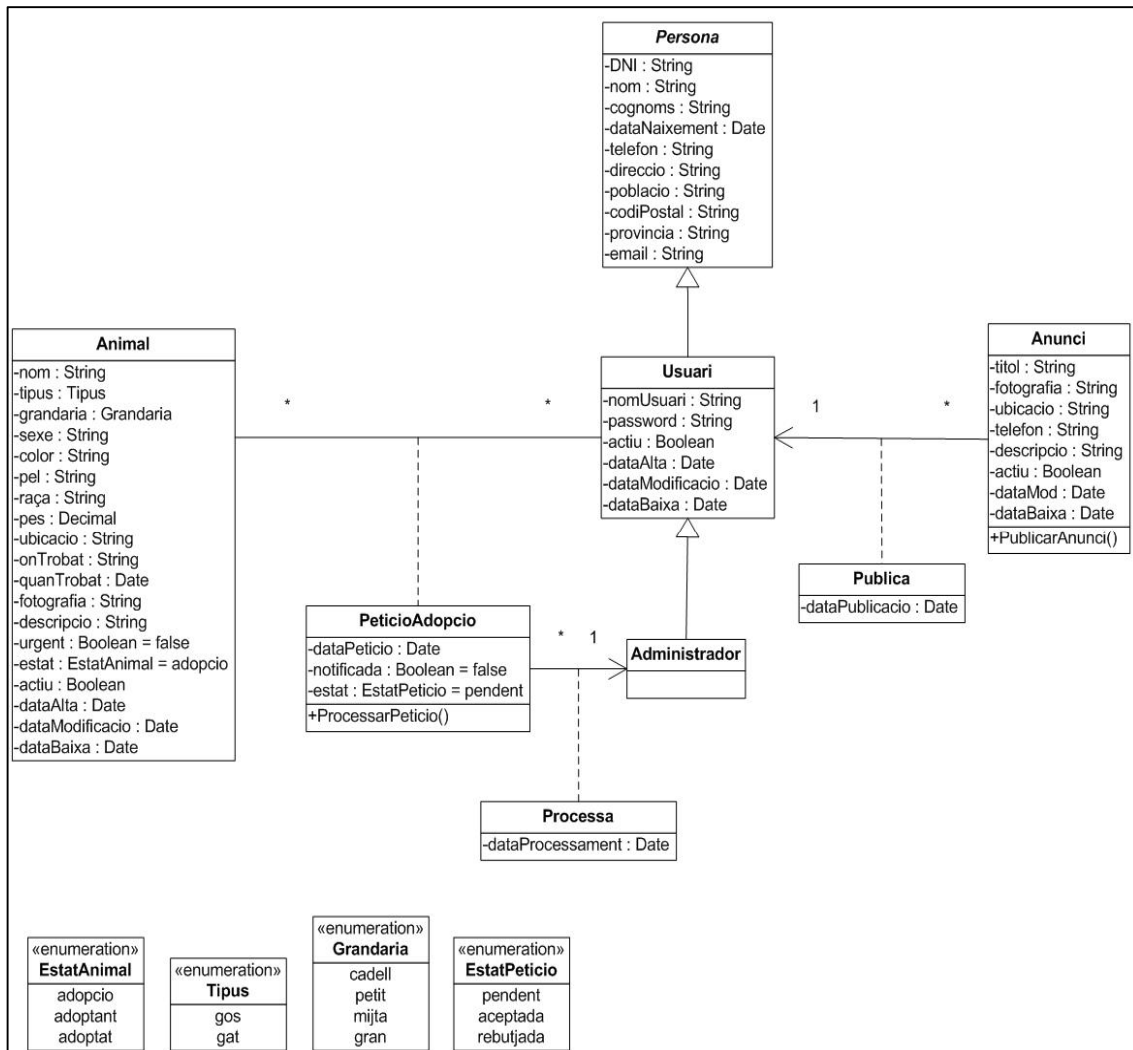 Persona
-DNI : String
-nom : String
-cognoms : String
-dataNaixement : Date
-telefon : String
-direccio : String
-poblacio : String
-codiPostal : String
-provincia : String
-email : String
Animal
-nom : String
-tipus : Tipus
-grandaria : Grandaria
-sexe : String
-color : String
-pel : String
-raça : String
-pes : Decimal
-ubicacio : String
-onTrobat : String
-quanTrobat : Date
-fotografia : String
-descripcio : String
-urgent : Boolean = false
-estat : EstatAnimal = adopcio
-actiu : Boolean
-dataAlta : Date
-dataModificacio : Date
-dataBaixa : Date
*
*
Usuari
-nomUsuari : String
-password : String
-actiu : Boolean
-dataAlta : Date
-dataModificacio : Date
-dataBaixa : Date
1
*
Anunci
-titol : String
-fotografia : String
-ubicacio : String
-telefon : String
-descripcio : String
-actiu : Boolean
-dataMod : Date
-dataBaixa : Date
+PublicarAnunci()
Publica
-dataPublicacio : Date
PeticioAdopcio
-dataPeticio : Date
-notificada : Boolean = false
-estat : EstatPeticio = pendent
+ProcessarPeticio()
*
1
Administrador
Processa
-dataProcessament : Date
«enumeration»
EstatAnimal
adopcio
adoptant
adoptat
«enumeration»
Tipus
gos
gat
«enumeration»
Grandaria
cadell
petit
mijta
gran
«enumeration»
EstatPeticio
pendent
aceptada
rebutjada